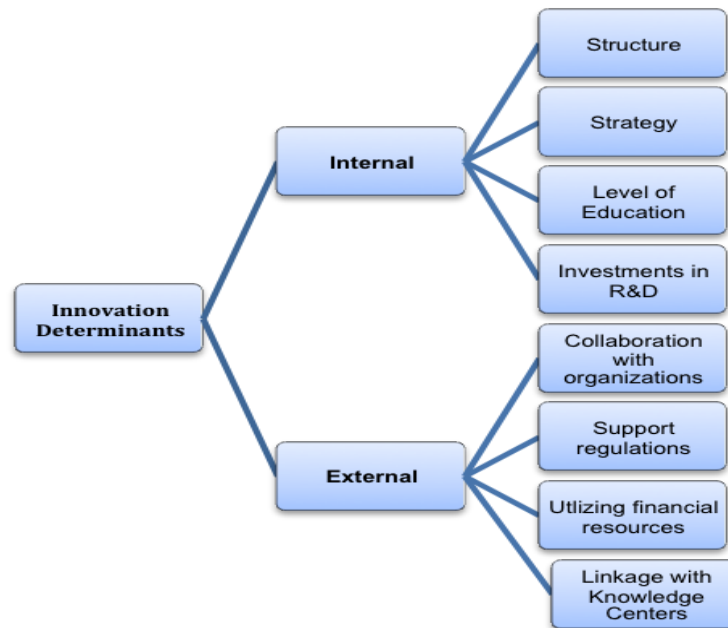 Innovation
Determinants
Internal
Structure
Strategy
Level of
Education
Investments in
R&D
External
Collaboration
with
organizations
Support
regulations
Utlizing financial
resources
Linkage with
Knowledge
Centers